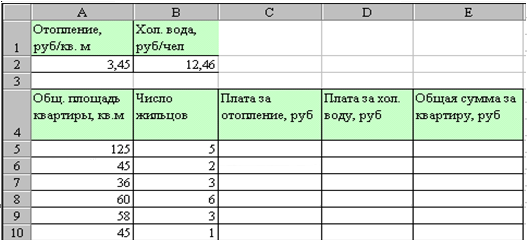 A B C D E
1 Отопление, руб/кв. м Хол. вода, руб/чел
2 3,45 12,46
3
4 Общ. площадь квартиры, кв.м Число жильцов Плата за отопление, руб Плата за хол. воду, руб Общая сумма за квартиру, руб
5 125 5
6 45 2
7 36 3
8 60 6
9 58 3
10 45 1